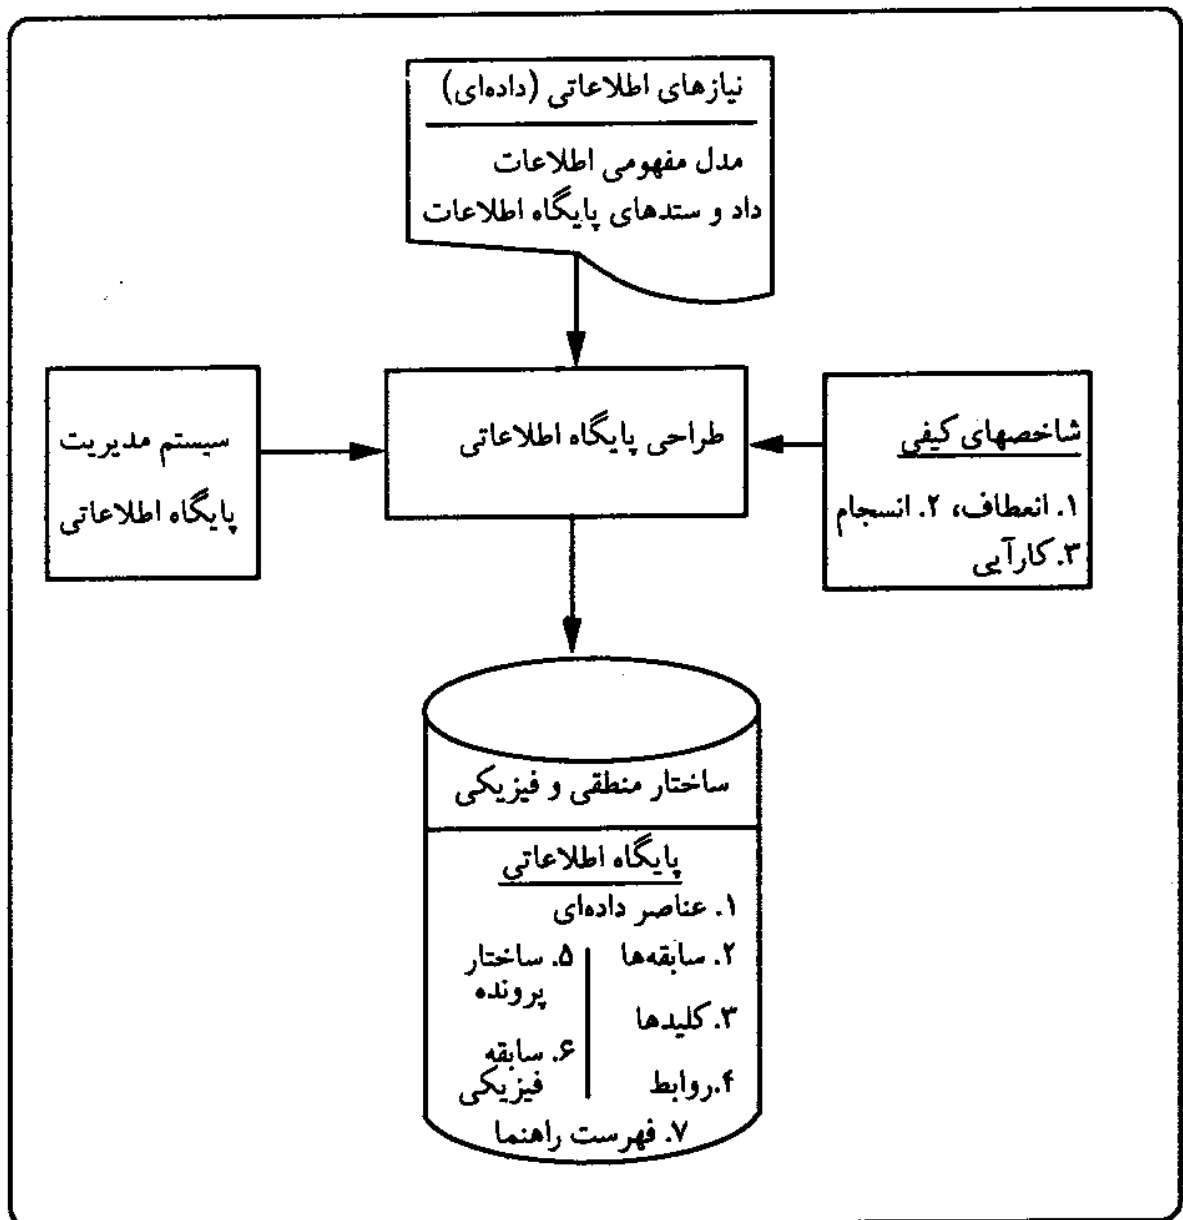 نیازهای اطلاعاتی (داده‌ای)
مدل مفهومی اطلاعات
داد و ستدهای پایگاه اطلاعات
سیستم مدیریت
پایگاه اطلاعاتی
طراحی پایگاه اطلاعاتی
شاخصهای کیفی
۱. انعطاف، ۲. انسجام
۳. کارآیی
ساختار منطقی و فیزیکی
پایگاه اطلاعاتی
۱. عناصر داده‌ای
۲. سابقه‌ها
۳. کلیدها
۴. روابط
۵. ساختار
پرونده
۶. سابقه
فیزیکی
۷. فهرست راهنما